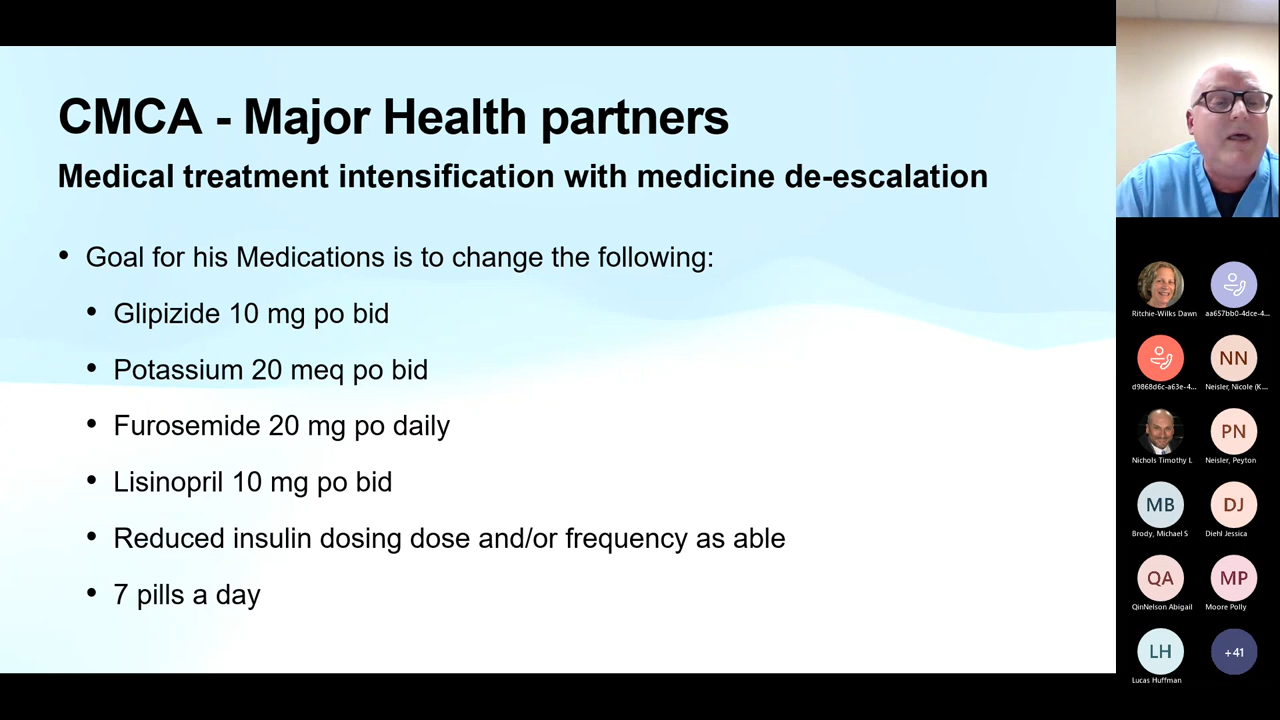 CMCA - Major Health partners
Medical treatment intensification with medicine de-escalation
• Goal for his Medications is to change the following:
• Glipizide 10 mg po bid
• Potassium 20 meq po bid
• Furosemide 20 mg po daily
• Lisinopril 10 mg po bid
• Reduced insulin dosing dose and/or frequency as able
• 7 pills a day
Ritchie-Wilks Dawn
aa657bb0-4dce-4...
d9868d6c-a63e-4...
NN
Neisler, Nicole (K...
Nichols Timothy L
PN
Neisler, Peyton
MB
Brody, Michael S
DJ
Diehl Jessica
QA
QinNelson Abigail
MP
Moore Polly
LH
Lucas Huffman
+41